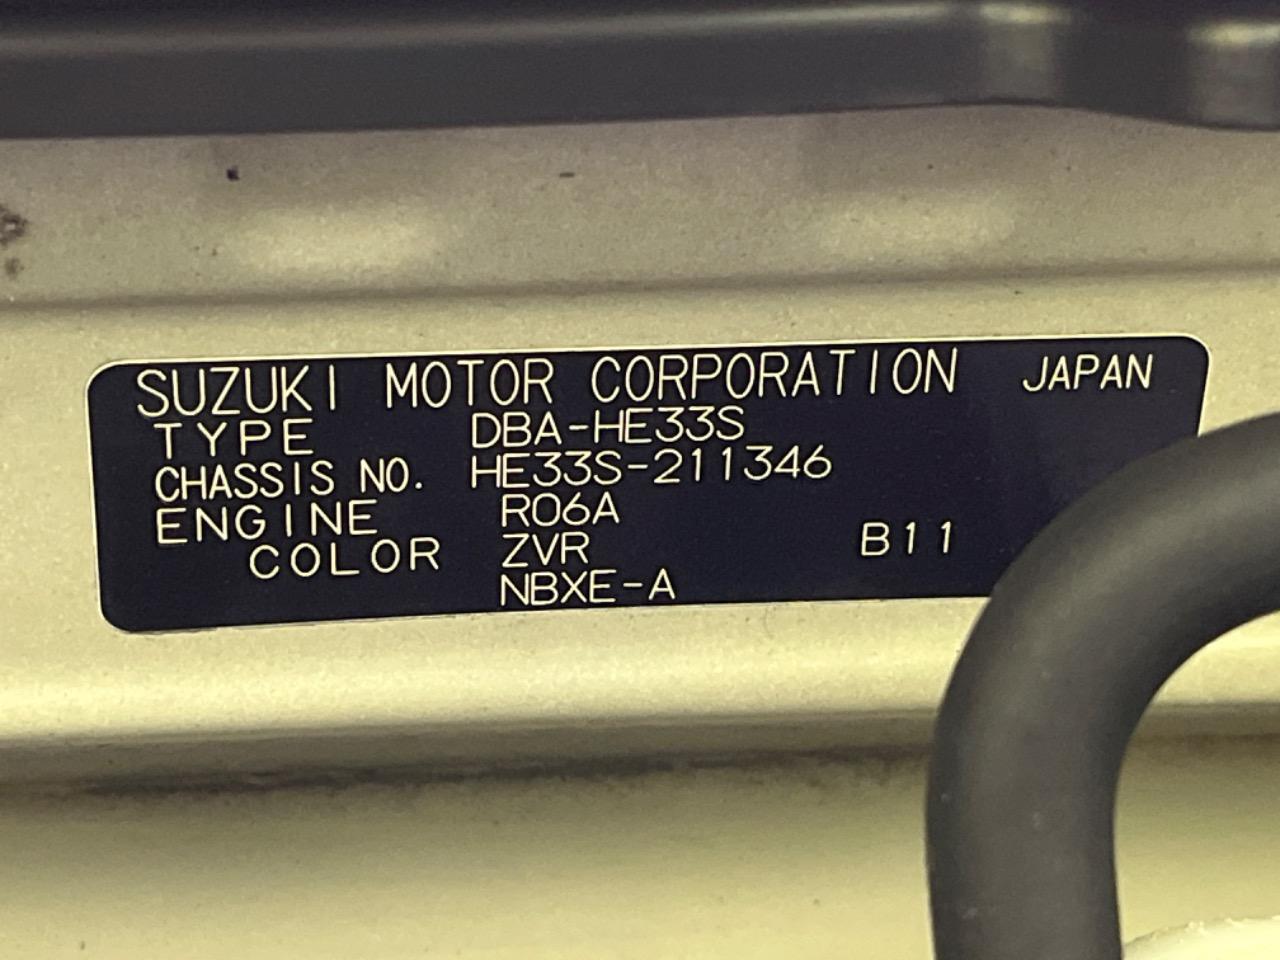 SUZUKI MOTOR CORPORATION JAPAN
TYPE DBA-HE33S
CHASSIS NO. HE33S-211346
ENGINE R06A
COLOR ZVR B11
NBXE-A